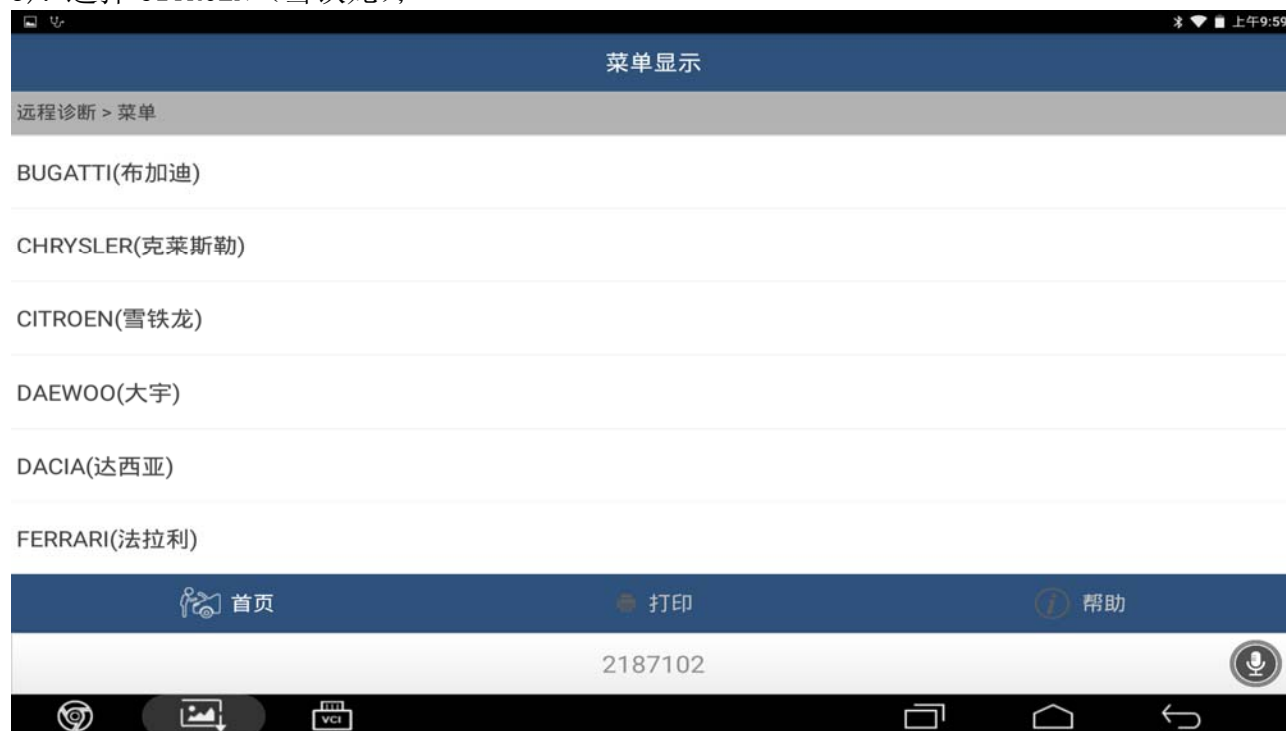 选择
上午9:59
菜单显示
远程诊断 > 菜单
BUGATTI(布加迪)
CHRYSLER(克莱斯勒)
CITROEN(雪铁龙)
DAEWOO(大宇)
DACIA(达西亚)
FERRARI(法拉利)
首页 打印 帮助
2187102
VCI